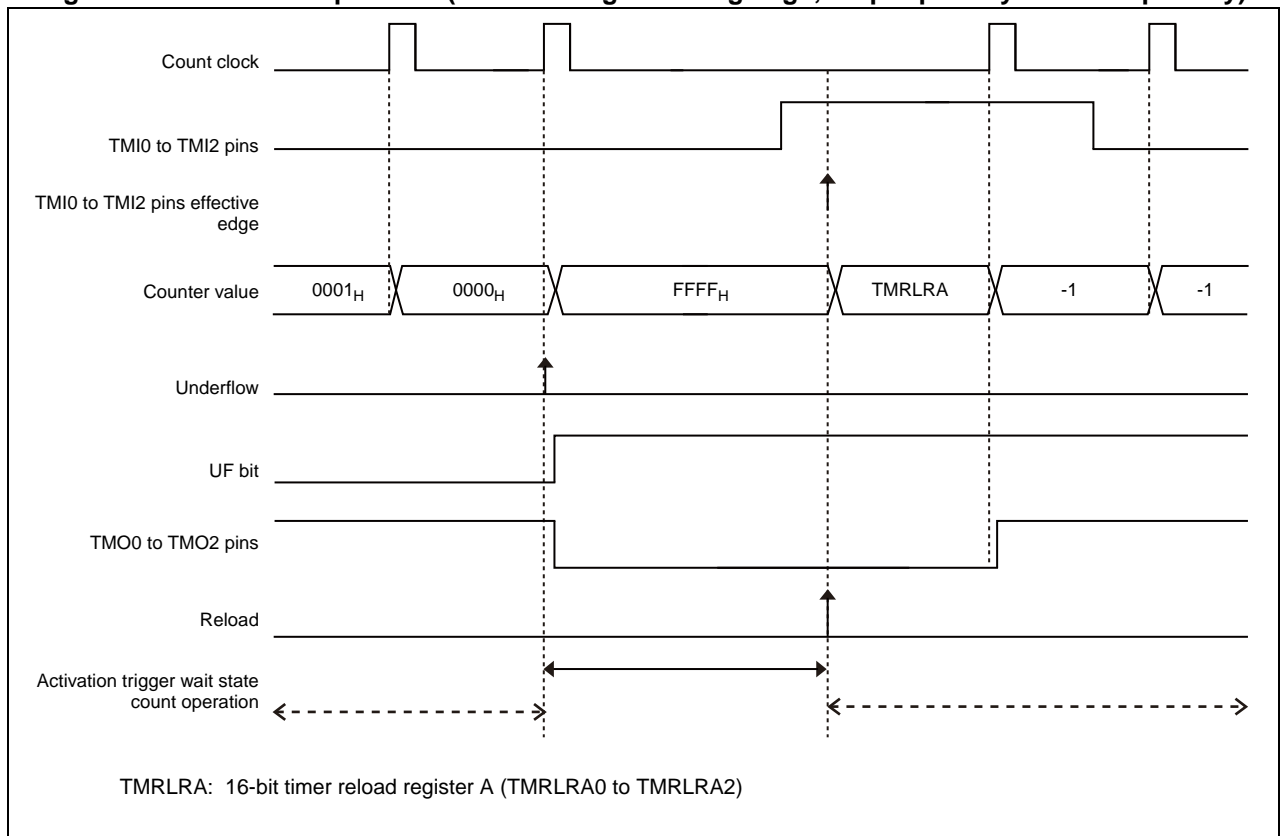 Count clock
TMI0 to TMI2 pins
TMI0 to TMI2 pins effective
edge
Counter value
0001H
0000H
FFFFH
TMRLRA
-1
-1
Underflow
UF bit
TMO0 to TMO2 pins
Reload
Activation trigger wait state
count operation
TMRLRA: 16-bit timer reload register A (TMRLRA0 to TMRLRA2)